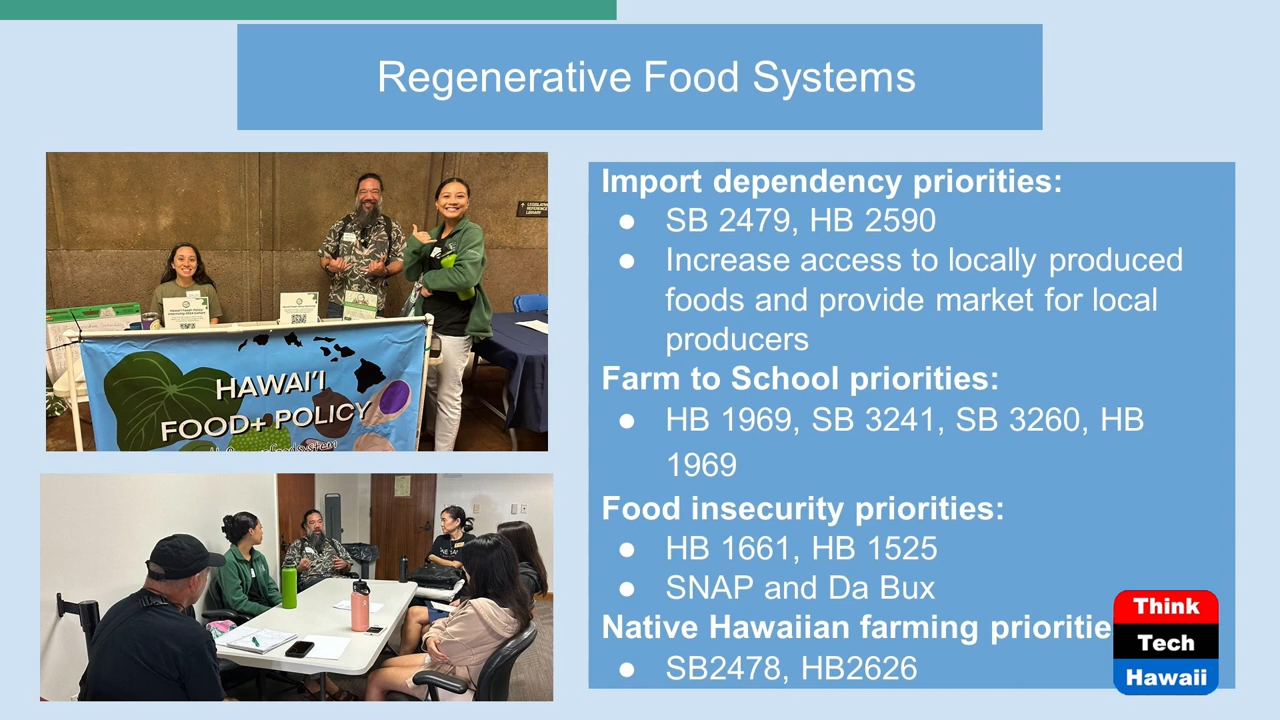 Regenerative Food Systems
LEGISLATIVE
REFERENCE
LIBRARY
HAWAI'I
FOOD+ POLICY
Import dependency priorities:
● SB 2479, HB 2590
● Increase access to locally produced
foods and provide market for local
producers
Farm to School priorities:
● HB 1969, SB 3241, SB 3260, HB
1969
Food insecurity priorities:
● HB 1661, HB 1525
● SNAP and Da Bux
Native Hawaiian farming prioritie
● SB2478, HB2626
Think
Tech
Hawaii